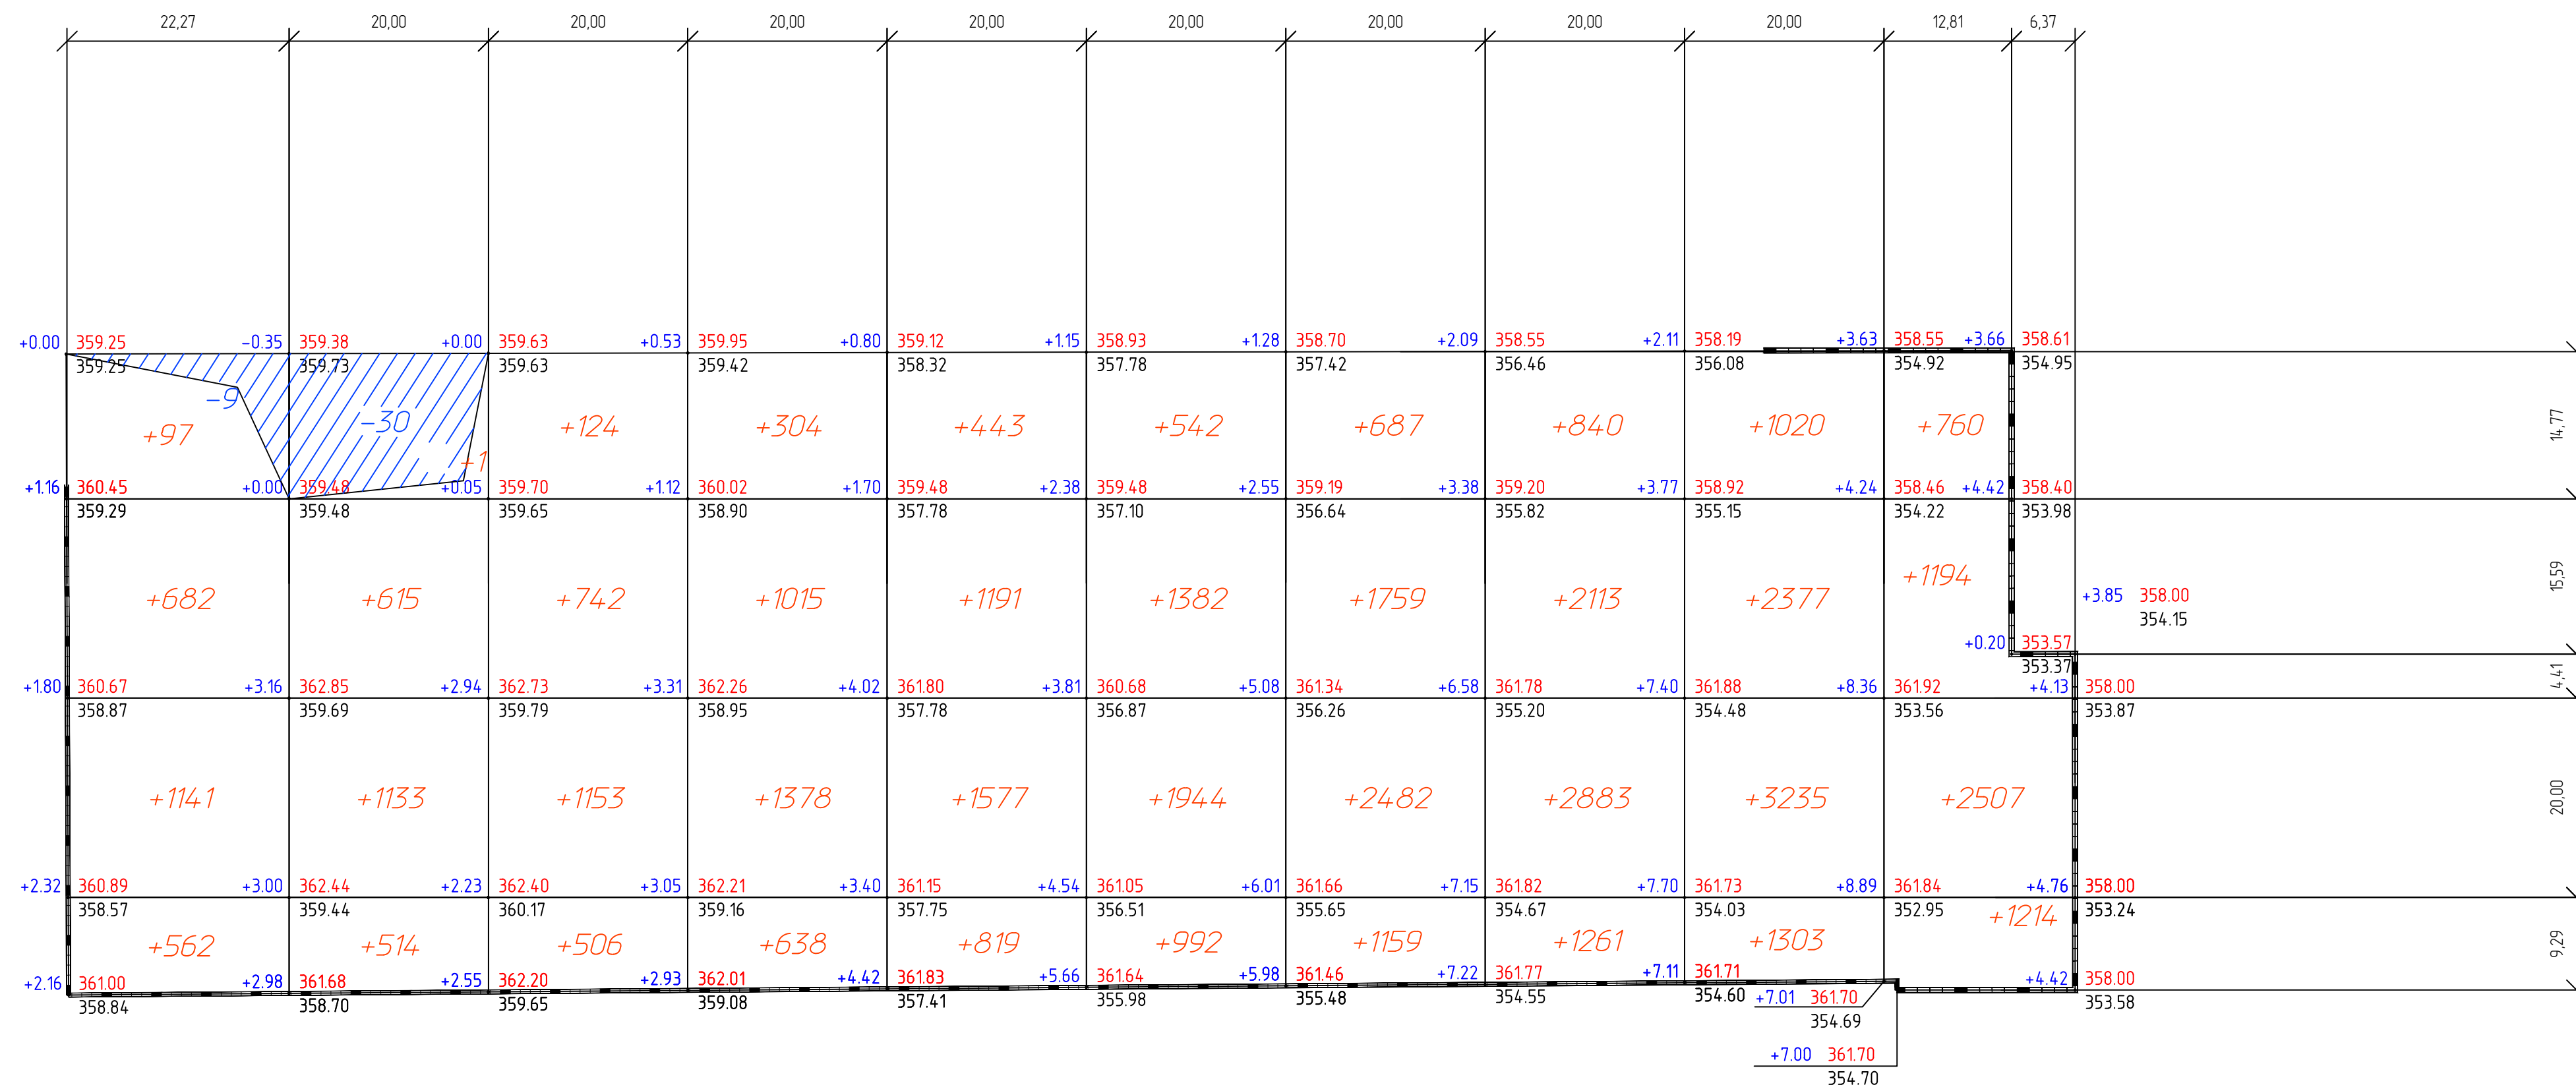 22,27 20,00 20,00 20,00 20,00 20,00 20,00 20,00 20,00 12,81 6,37
+0.00 359.25 -0.35 359.38 +0.00 359.63 +0.53 359.95 +0.80 359.12 +1.15 358.93 +1.28 358.70 +2.09 358.55 +2.11 358.19 +3.63 358.55 +3.66 358.61
359.25 359.73 359.63 359.42 358.32 357.78 357.42 356.46 356.08 354.92 354.95
+97 -9 -30 +1 +124 +304 +443 +542 +687 +840 +1020 +760 14,77
+1.16 360.45 +0.00 359.48 +0.05 359.70 +1.12 360.02 +1.70 359.48 +2.38 359.48 +2.55 359.19 +3.38 359.20 +3.77 358.92 +4.24 358.46 +4.42 358.40
359.29 359.48 359.65 358.90 357.78 357.10 356.64 355.82 355.15 354.22 353.98
+682 +615 +742 +1015 +1191 +1382 +1759 +2113 +2377 +1194 15,59
+3.85 358.00
354.15
+0.20 353.57
353.37
4,41
+1.80 360.67 +3.16 362.85 +2.94 362.73 +3.31 362.26 +4.02 361.80 +3.81 360.68 +5.08 361.34 +6.58 361.78 +7.40 361.88 +8.36 361.92 +4.13 358.00
358.87 359.69 359.79 358.95 357.78 356.87 356.26 355.20 354.48 353.56 353.87
+1141 +1133 +1153 +1378 +1577 +1944 +2482 +2883 +3235 +2507 20,00
+2.32 360.89 +3.00 362.44 +2.23 362.40 +3.05 362.21 +3.40 361.15 +4.54 361.05 +6.01 361.66 +7.15 361.82 +7.70 361.73 +8.89 361.84 +4.76 358.00
358.57 359.44 360.17 359.16 357.75 356.51 355.65 354.67 354.03 352.95 353.24
+562 +514 +506 +638 +819 +992 +1159 +1261 +1303 +1214 9,29
+2.16 361.00 +2.98 361.68 +2.55 362.20 +2.93 362.01 +4.42 361.83 +5.66 361.64 +5.98 361.46 +7.22 361.77 +7.11 361.71 +4.42 358.00
358.84 358.70 359.65 359.08 357.41 355.98 355.48 354.55 354.60 353.58
+7.01 361.70
354.69
+7.00 361.70
354.70